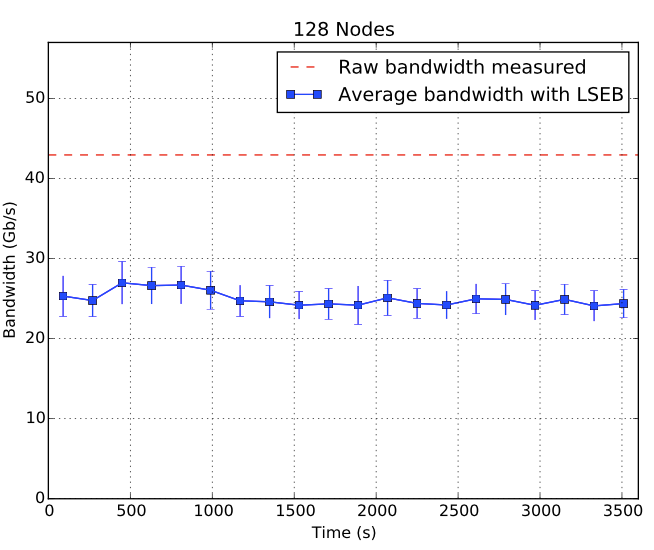 128 Nodes
Raw bandwidth measured
Average bandwidth with LSEB
50
40
30
20
10
0
Bandwidth (Gb/s)
0 500 1000 1500 2000 2500 3000 3500
Time (s)